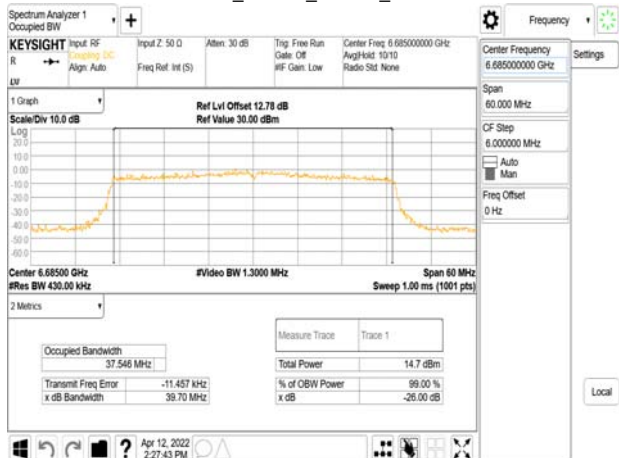 Spectrum Analyzer 1
Occupied BW
+
Frequency
KEYSIGHT
R
Input: RF
Coupling: DC
Align: Auto
Input Z: 50 Ω
Freq Ref: Int (S)
Atten: 30 dB
Trig: Free Run
Gate: Off
#IF Gain: Low
Center Freq: 6.685000000 GHz
Avg|Hold: 10/10
Radio Std: None
Center Frequency
6.685000000 GHz
Settings
Span
60.000 MHz
CF Step
6.000000 MHz
Auto
Man
Freq Offset
0 Hz
1 Graph
Scale/Div 10.0 dB
Ref Lvl Offset 12.78 dB
Ref Value 30.00 dBm
Log
20.0
10.0
0.00
-10.0
-20.0
-30.0
-40.0
-50.0
-60.0
Center 6.68500 GHz
#Video BW 1.3000 MHz
Span 60 MHz
#Res BW 430.00 kHz
Sweep 1.00 ms (1001 pts)
2 Metrics
Measure Trace
Trace 1
Occupied Bandwidth
37.546 MHz
Total Power
14.7 dBm
Transmit Freq Error
-11.457 kHz
% of OBW Power
99.00 %
x dB Bandwidth
39.70 MHz
x dB
-26.00 dB
Local
?
Apr 12, 2022
2:27:43 PM